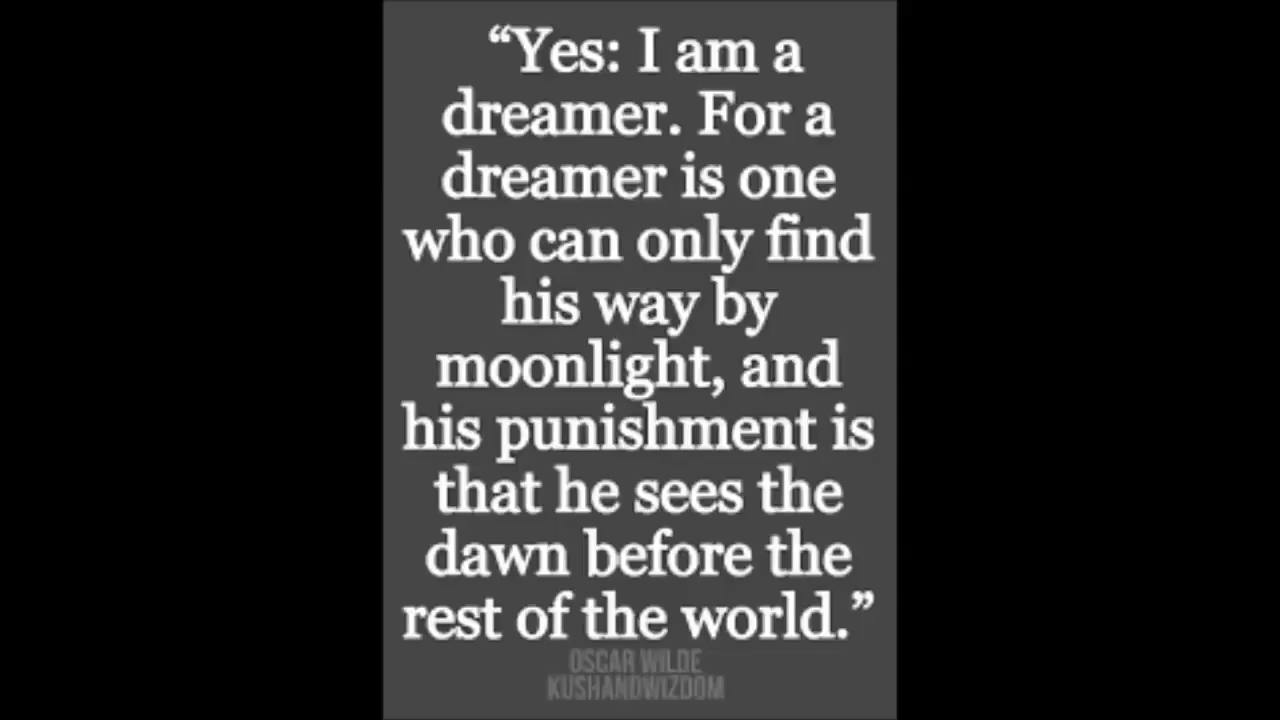 “Yes: I am a
dreamer. For a
dreamer is one
who can only find
his way by
moonlight, and
his punishment is
that he sees the
dawn before the
rest of the world.”
OSCAR WILDE
KUSHANDWIZDOM